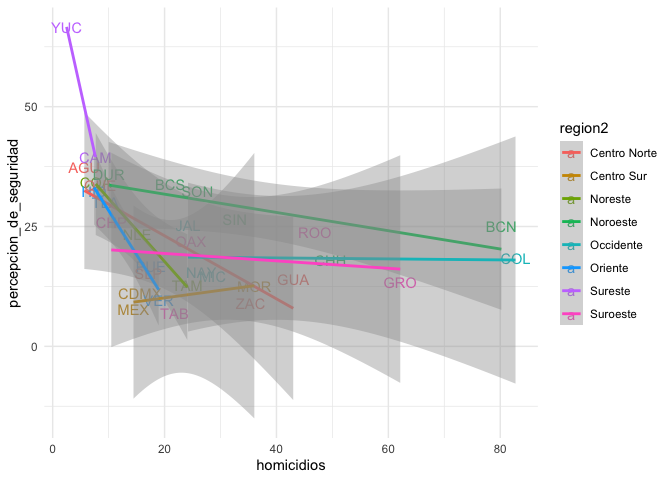 YUC
50
25
0
percepcion_de_seguridad
CAM
AGU
DUR
BCS
SON
SIN
JAL
OAX
ROO
BCN
CHH
COL
NLE
NAY
MIC
TAM
MOR
GUA
GRO
CDMX
VER
ZAC
MEX
TAB
0
20
40
60
80
homicidios
region2
a Centro Norte
a Centro Sur
a Noreste
a Noroeste
a Occidente
a Oriente
a Sureste
a Suroeste